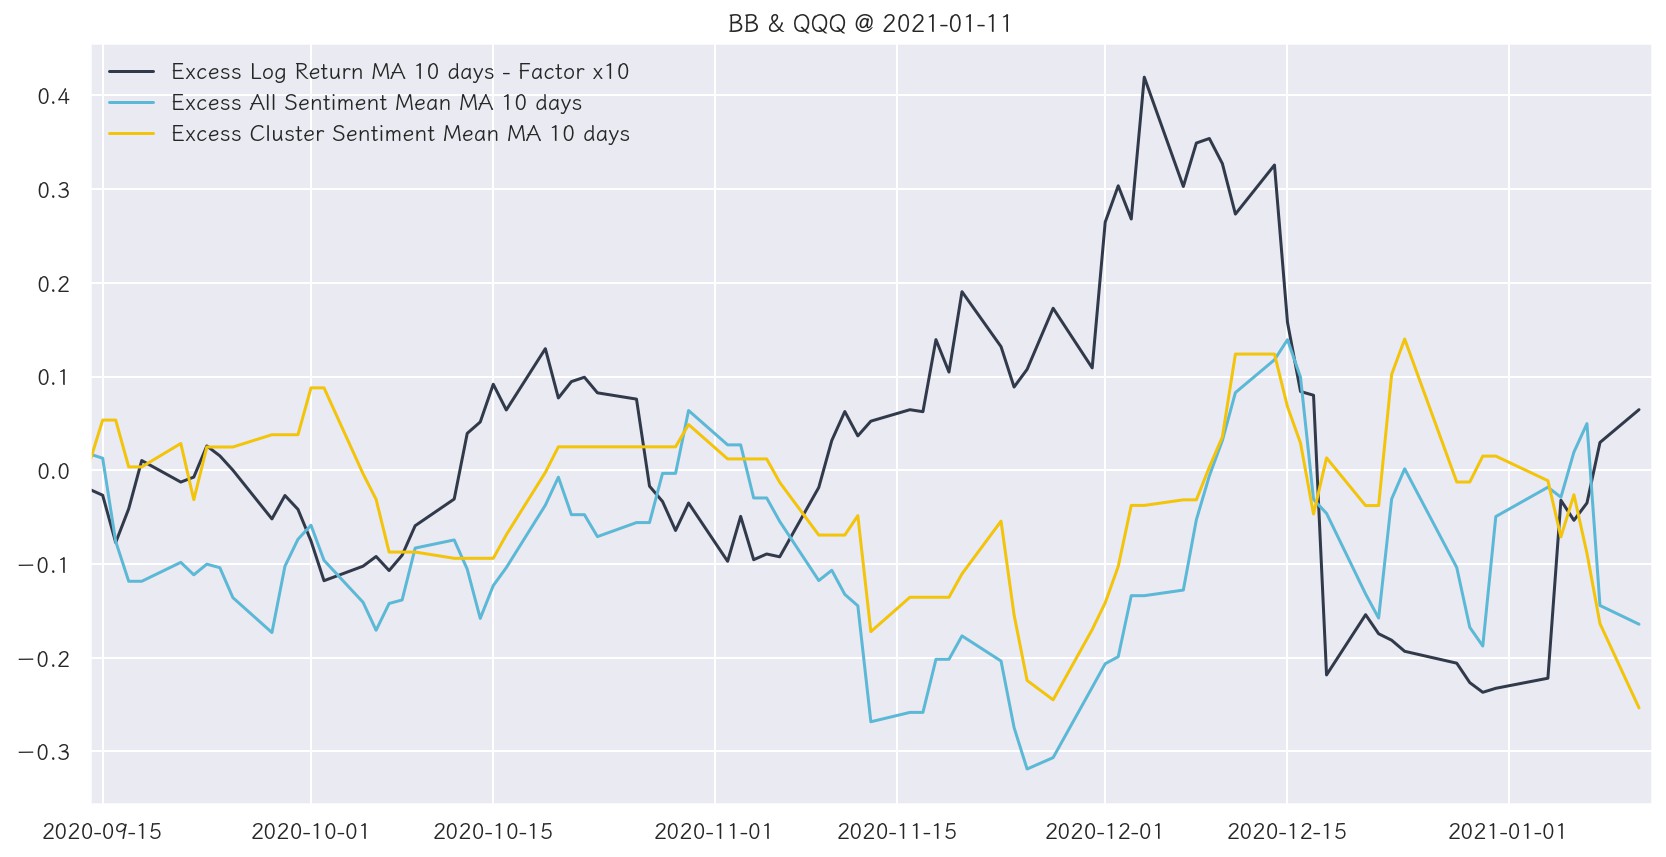 BB & QQQ @ 2021-01-11
Excess Log Return MA 10 days - Factor x10
Excess All Sentiment Mean MA 10 days
Excess Cluster Sentiment Mean MA 10 days
0.4
0.3
0.2
0.1
0.0
−0.1
−0.2
−0.3
2020-09-15 2020-10-01 2020-10-15 2020-11-01 2020-11-15 2020-12-01 2020-12-15 2021-01-01